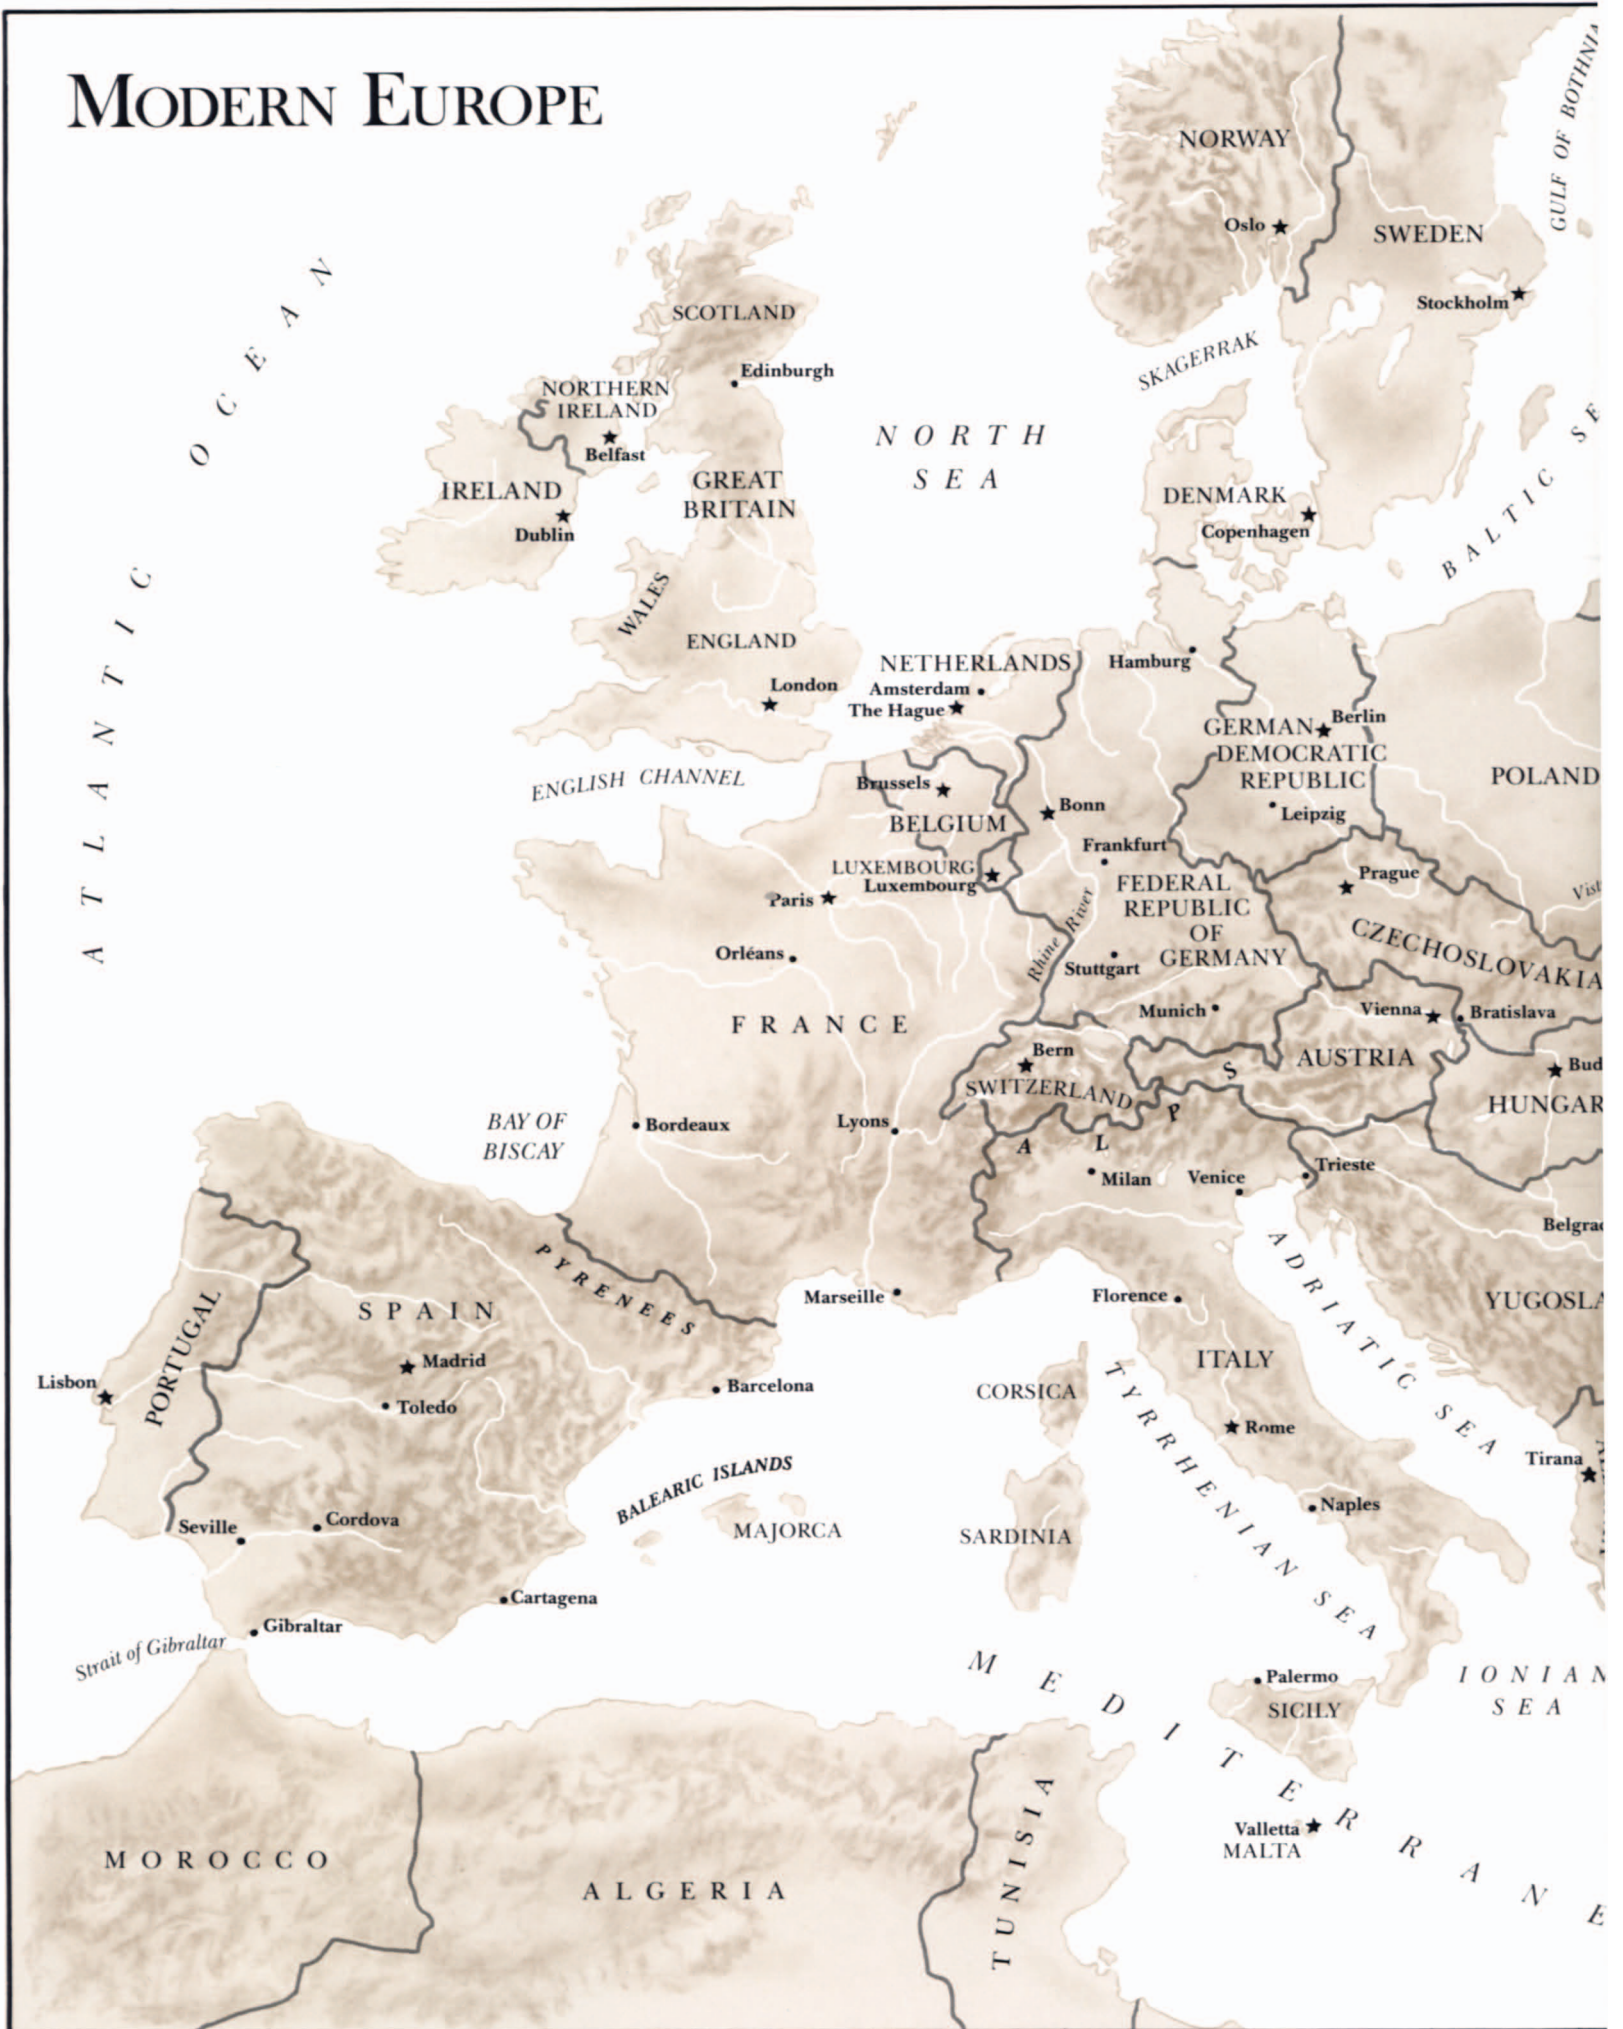 MODERN EUROPE
GULF OF BOTHNIA
NORWAY
Oslo
SWEDEN
Stockholm
SKAGERRAK
ATLANTIC OCEAN
SCOTLAND
Edinburgh
NORTHERN
IRELAND
Belfast
IRELAND
Dublin
GREAT
BRITAIN
NORTH
SEA
DENMARK
Copenhagen
BALTIC SE
WALES
ENGLAND
London
NETHERLANDS
Amsterdam
The Hague
Hamburg
Berlin
GERMAN
DEMOCRATIC
REPUBLIC
Leipzig
POLAND
ENGLISH CHANNEL
Brussels
BELGIUM
Bonn
Frankfurt
LUXEMBOURG
Luxembourg
Paris
FEDERAL
REPUBLIC
OF
GERMANY
Rhine River
Stuttgart
Munich
Prague
Vist
CZECHOSLOVAKIA
Orléans
FRANCE
Vienna
Bratislava
Bern
SWITZERLAND
AUSTRIA
Bud
HUNGAR
ALPS
BAY OF
BISCAY
Bordeaux
Lyons
Milan
Venice
Trieste
Belgrad
PYRENEES
Marseille
Florence
ADRIATIC SEA
YUGOSLA
PORTUGAL
SPAIN
Madrid
Lisbon
Toledo
Barcelona
CORSICA
ITALY
Rome
TYRRHENIAN SEA
Tirana
BALEARIC ISLANDS
MAJORCA
SARDINIA
Naples
Seville
Cordova
Cartagena
Gibraltar
Strait of Gibraltar
Palermo
SICILY
IONIAN
SEA
MEDITERRANE
Valletta
MALTA
MOROCCO
ALGERIA
TUNISIA